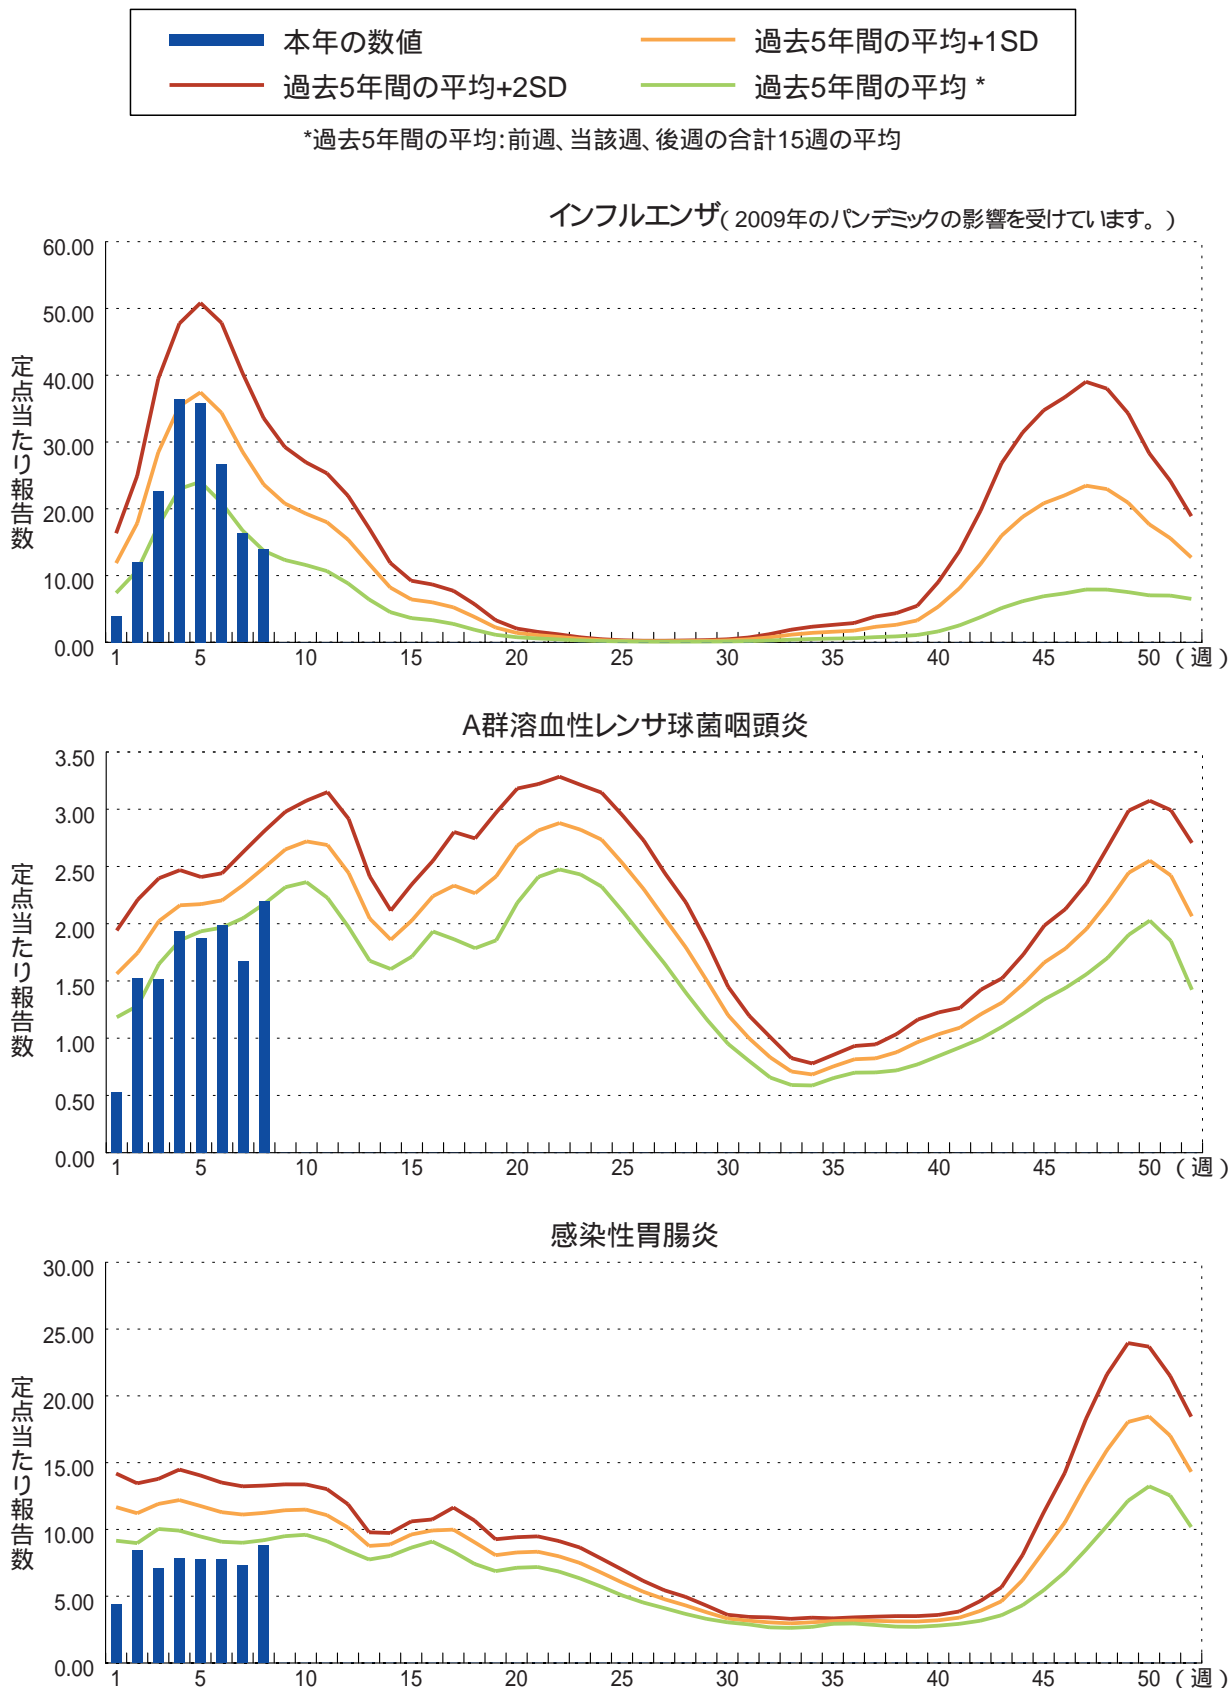 本年の数値
過去5年間の平均+1SD
過去5年間の平均+2SD
過去5年間の平均 *
*過去5年間の平均:前週、当該週、後週の合計15週の平均
インフルエンザ( 2009年のパンデミックの影響を受けています。 )
定点当たり報告数
60.00
50.00
40.00
30.00
20.00
10.00
0.00
1 5 10 15 20 25 30 35 40 45 50 ( 週 )
A群溶血性レンサ球菌咽頭炎
定点当たり報告数
3.50
3.00
2.50
2.00
1.50
1.00
0.50
0.00
1 5 10 15 20 25 30 35 40 45 50 ( 週 )
感染性胃腸炎
定点当たり報告数
30.00
25.00
20.00
15.00
10.00
5.00
0.00
1 5 10 15 20 25 30 35 40 45 50 ( 週 )